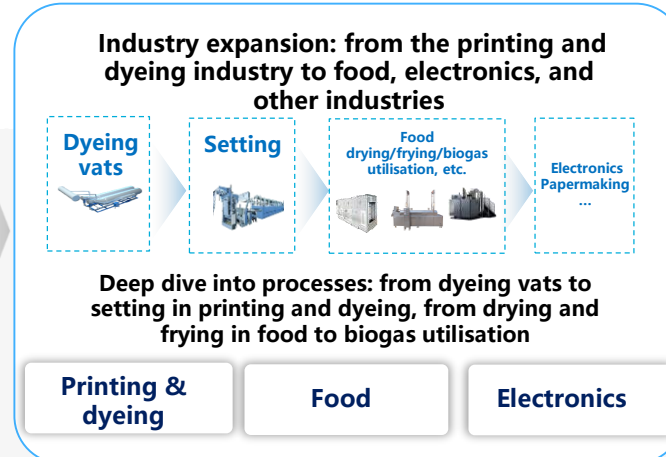 Industry expansion: from the printing and
dyeing industry to food, electronics, and
other industries
Dyeing
vats
Setting
Food
drying/frying/biogas
utilisation, etc.
Electronics
Papermaking
...
Deep dive into processes: from dyeing vats to
setting in printing and dyeing, from drying and
frying in food to biogas utilisation
Printing &
dyeing
Food
Electronics